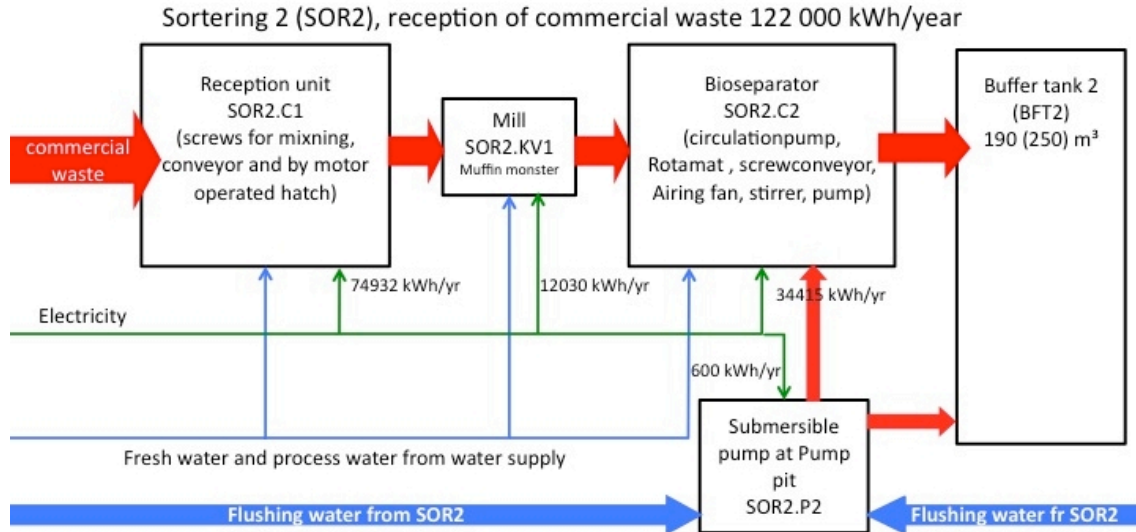 Sortering 2 (SOR2), reception of commercial waste 122 000 kWh/year
commercial
waste
Reception unit
SOR2.C1
(screws for mixning,
conveyor and by motor
operated hatch)
Mill
SOR2.KV1
Muffin monster
Bioseparator
SOR2.C2
(circulationpump,
Rotamat , screwconveyor,
Airing fan, stirrer, pump)
Buffer tank 2
(BFT2)
190 (250) m³
74932 kWh/yr
12030 kWh/yr
34415 kWh/yr
Electricity
600 kWh/yr
Submersible
pump at Pump
pit
SOR2.P2
Fresh water and process water from water supply
Flushing water from SOR2
Flushing water fr SOR2